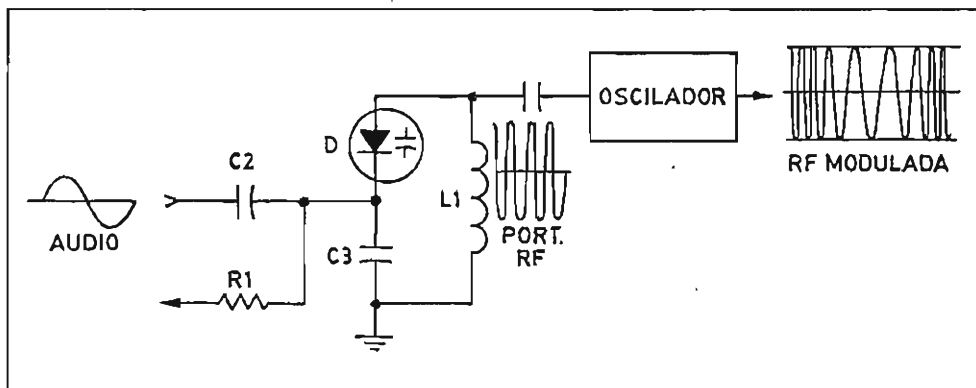 OSCILADOR
RF MODULADA
D
C2
L1
PORT.
RF
AUDIO
C3
R1